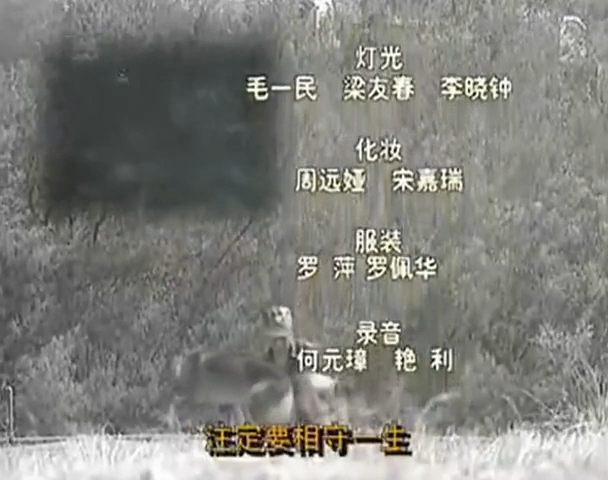 灯光
毛一民 梁友春 李晓钟
化妆
周远娅 宋嘉瑞
服装
罗 萍 罗佩华
录音
何元璋 艳 利
注定要相守一生